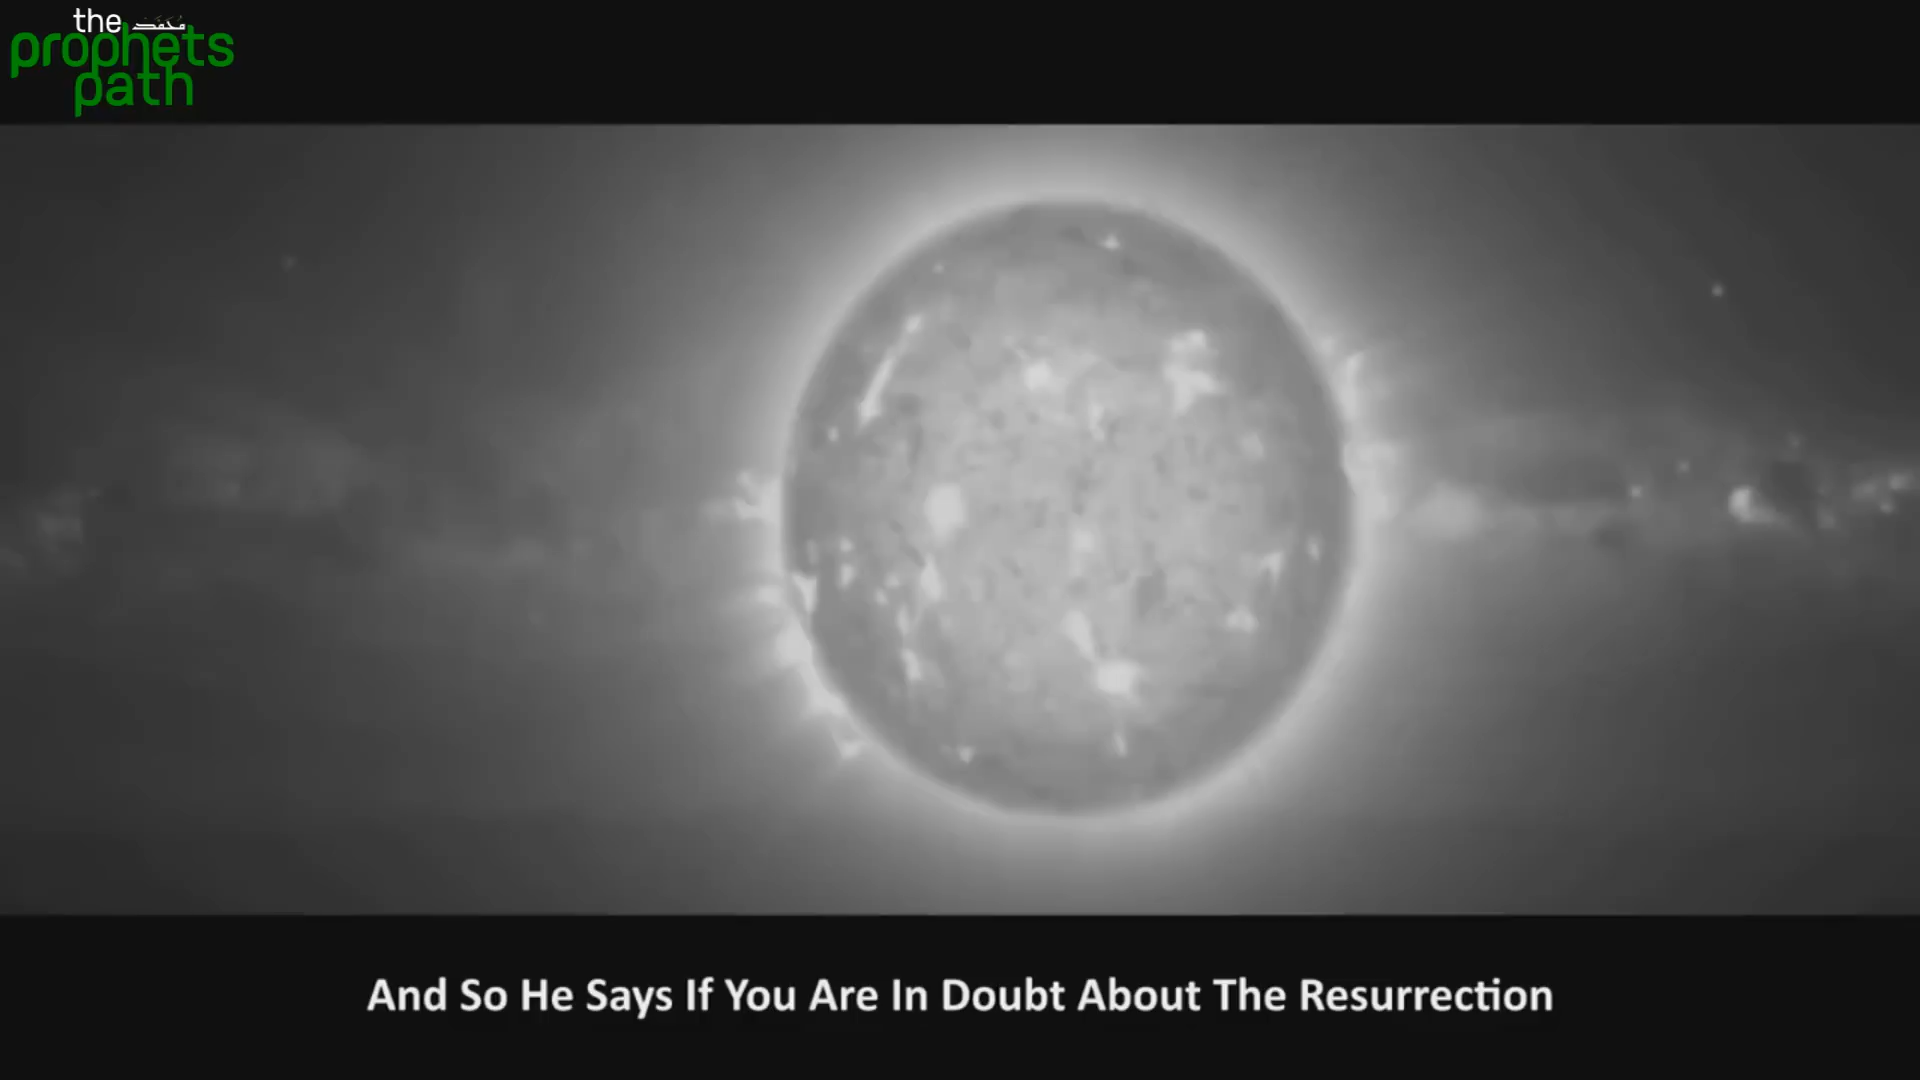 the
prophets
path
And So He Says If You Are In Doubt About The Resurrection